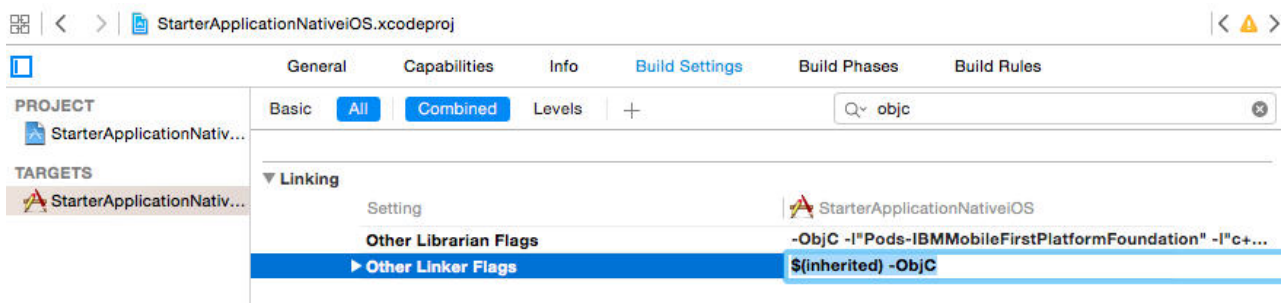 StarterApplicationNativeiOS.xcodeproj
General Capabilities Info Build Settings Build Phases Build Rules
PROJECT
StarterApplicationNativ...
TARGETS
StarterApplicationNativ...
Basic All Combined Levels + objc
Linking
Setting StarterApplicationNativeiOS
Other Librarian Flags -ObjC -l"Pods-IBMMobileFirstPlatformFoundation" -l"c+...
Other Linker Flags $(inherited) -ObjC